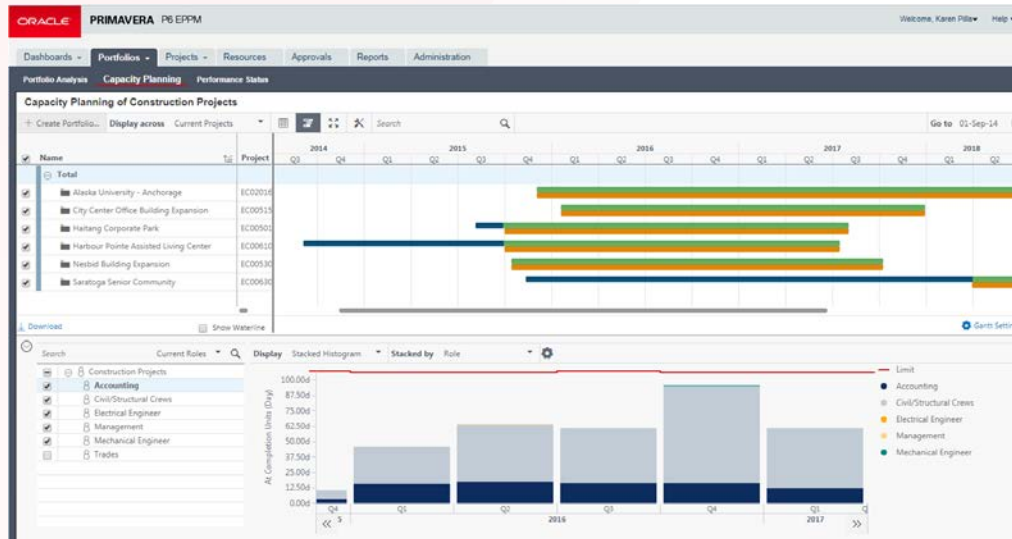 ORACLE PRIMAVERA P6 EPPM Welcome, Karen Pilla Help
Dashboards Portfolios Projects Resources Approvals Reports Administration
Portfolio Analysis Capacity Planning Performance Status
Capacity Planning of Construction Projects
+ Create Portfolio... Display across Current Projects Search Go to 01-Sep-14
2014 2015 2016 2017 2018
Name Project Q3 Q4 Q1 Q2 Q3 Q4 Q1 Q2 Q3 Q4 Q1 Q2 Q3 Q4 Q1 Q2
Total
Alaska University - Anchorage EC02016
City Center Office Building Expansion EC00515
Haitang Corporate Park EC00501
Harbour Pointe Assisted Living Center EC00610
Nesbid Building Expansion EC00530
Saratoga Senior Community EC00630
Download Show Waterline Gantt Setti
Search Current Roles Display Stacked Histogram Stacked by Role
Construction Projects
Accounting
Civil/Structural Crews
Electrical Engineer
Management
Mechanical Engineer
Trades
At Completion Units (Day)
100.00d
87.50d
75.00d
62.50d
50.00d
37.50d
25.00d
12.50d
0.00d
Q4 Q1 Q2 Q3 Q4 Q1 Q
5 2016 2017
Limit
Accounting
Civil/Structural Crews
Electrical Engineer
Management
Mechanical Engineer